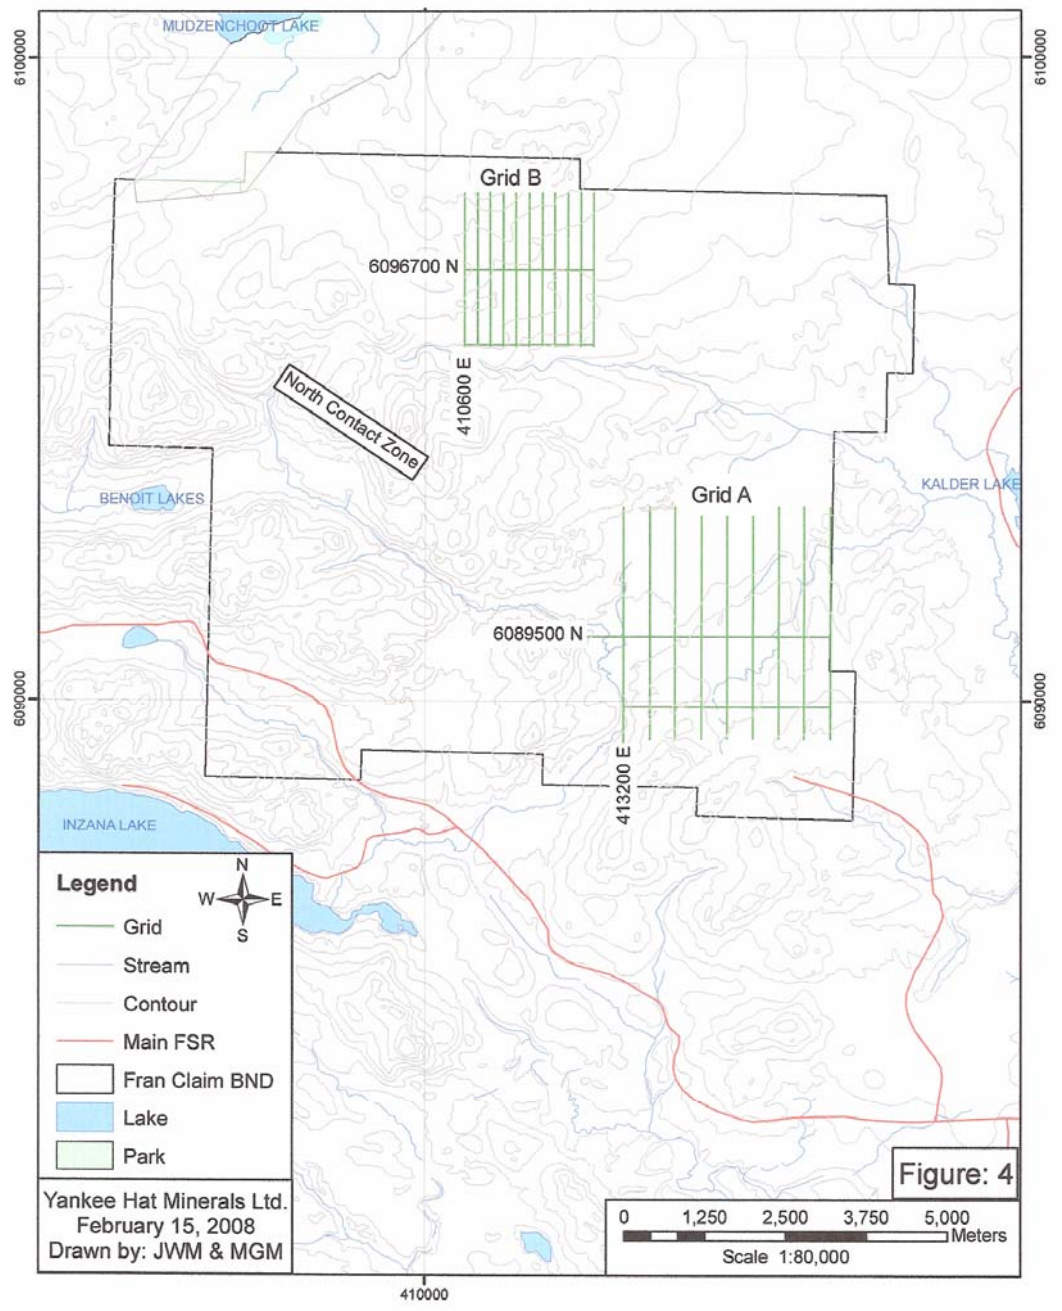 MUDZENCHOOT LAKE
6100000
6100000
Grid B
6096700 N
410600 E
North Contact Zone
KALDER LAKE
Grid A
BENOIT LAKES
6089500 N
6090000
6090000
413200 E
INZANA LAKE
Legend
N
W E
S
Grid
Stream
Contour
Main FSR
Fran Claim BND
Lake
Park
Yankee Hat Minerals Ltd.
February 15, 2008
Drawn by: JWM & MGM
Figure: 4
0 1,250 2,500 3,750 5,000
Meters
Scale 1:80,000
410000